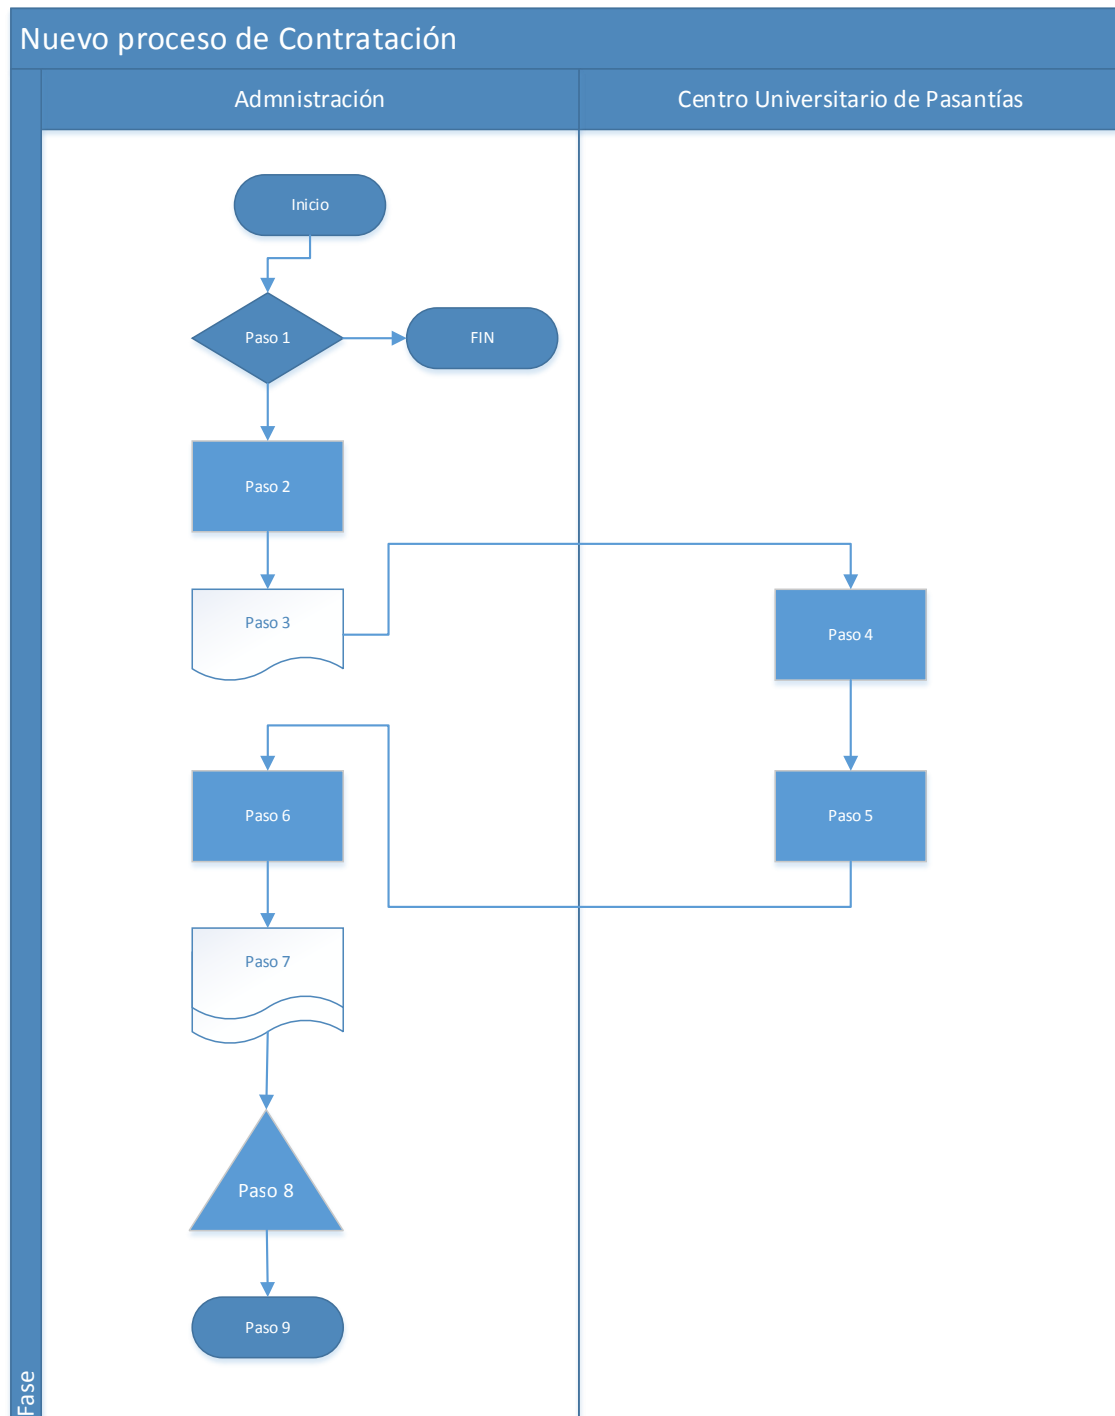 Nuevo proceso de Contratación
Admnistración
Centro Universitario de Pasantías
Inicio
Paso 1
FIN
Paso 2
Paso 3
Paso 4
Paso 6
Paso 5
Paso 7
Paso 8
Paso 9
Fase